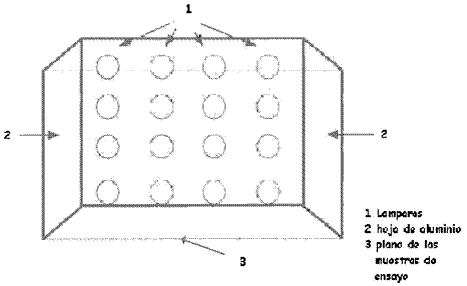 1
2
2
3
1 Lamparas
2 hoja de aluminio
3 plano de las
muestras de
ensayo